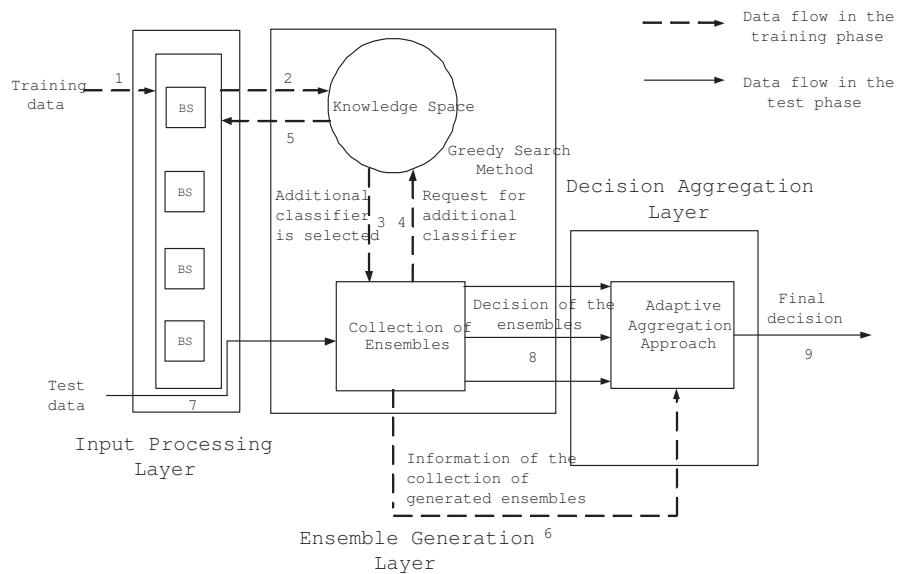 Data flow in the
training phase
Data flow in the
test phase
Training
data
1
BS
2
5
Knowledge Space
Greedy Search
Method
BS
Additional
classifier
is selected
3
4
Request for
additional
classifier
Decision Aggregation
Layer
BS
BS
Collection of
Ensembles
Decision of the
ensembles
8
Adaptive
Aggregation
Approach
Final
decision
9
Test
data
7
Input Processing
Layer
Information of the
collection of
generated ensembles
6
Ensemble Generation
Layer